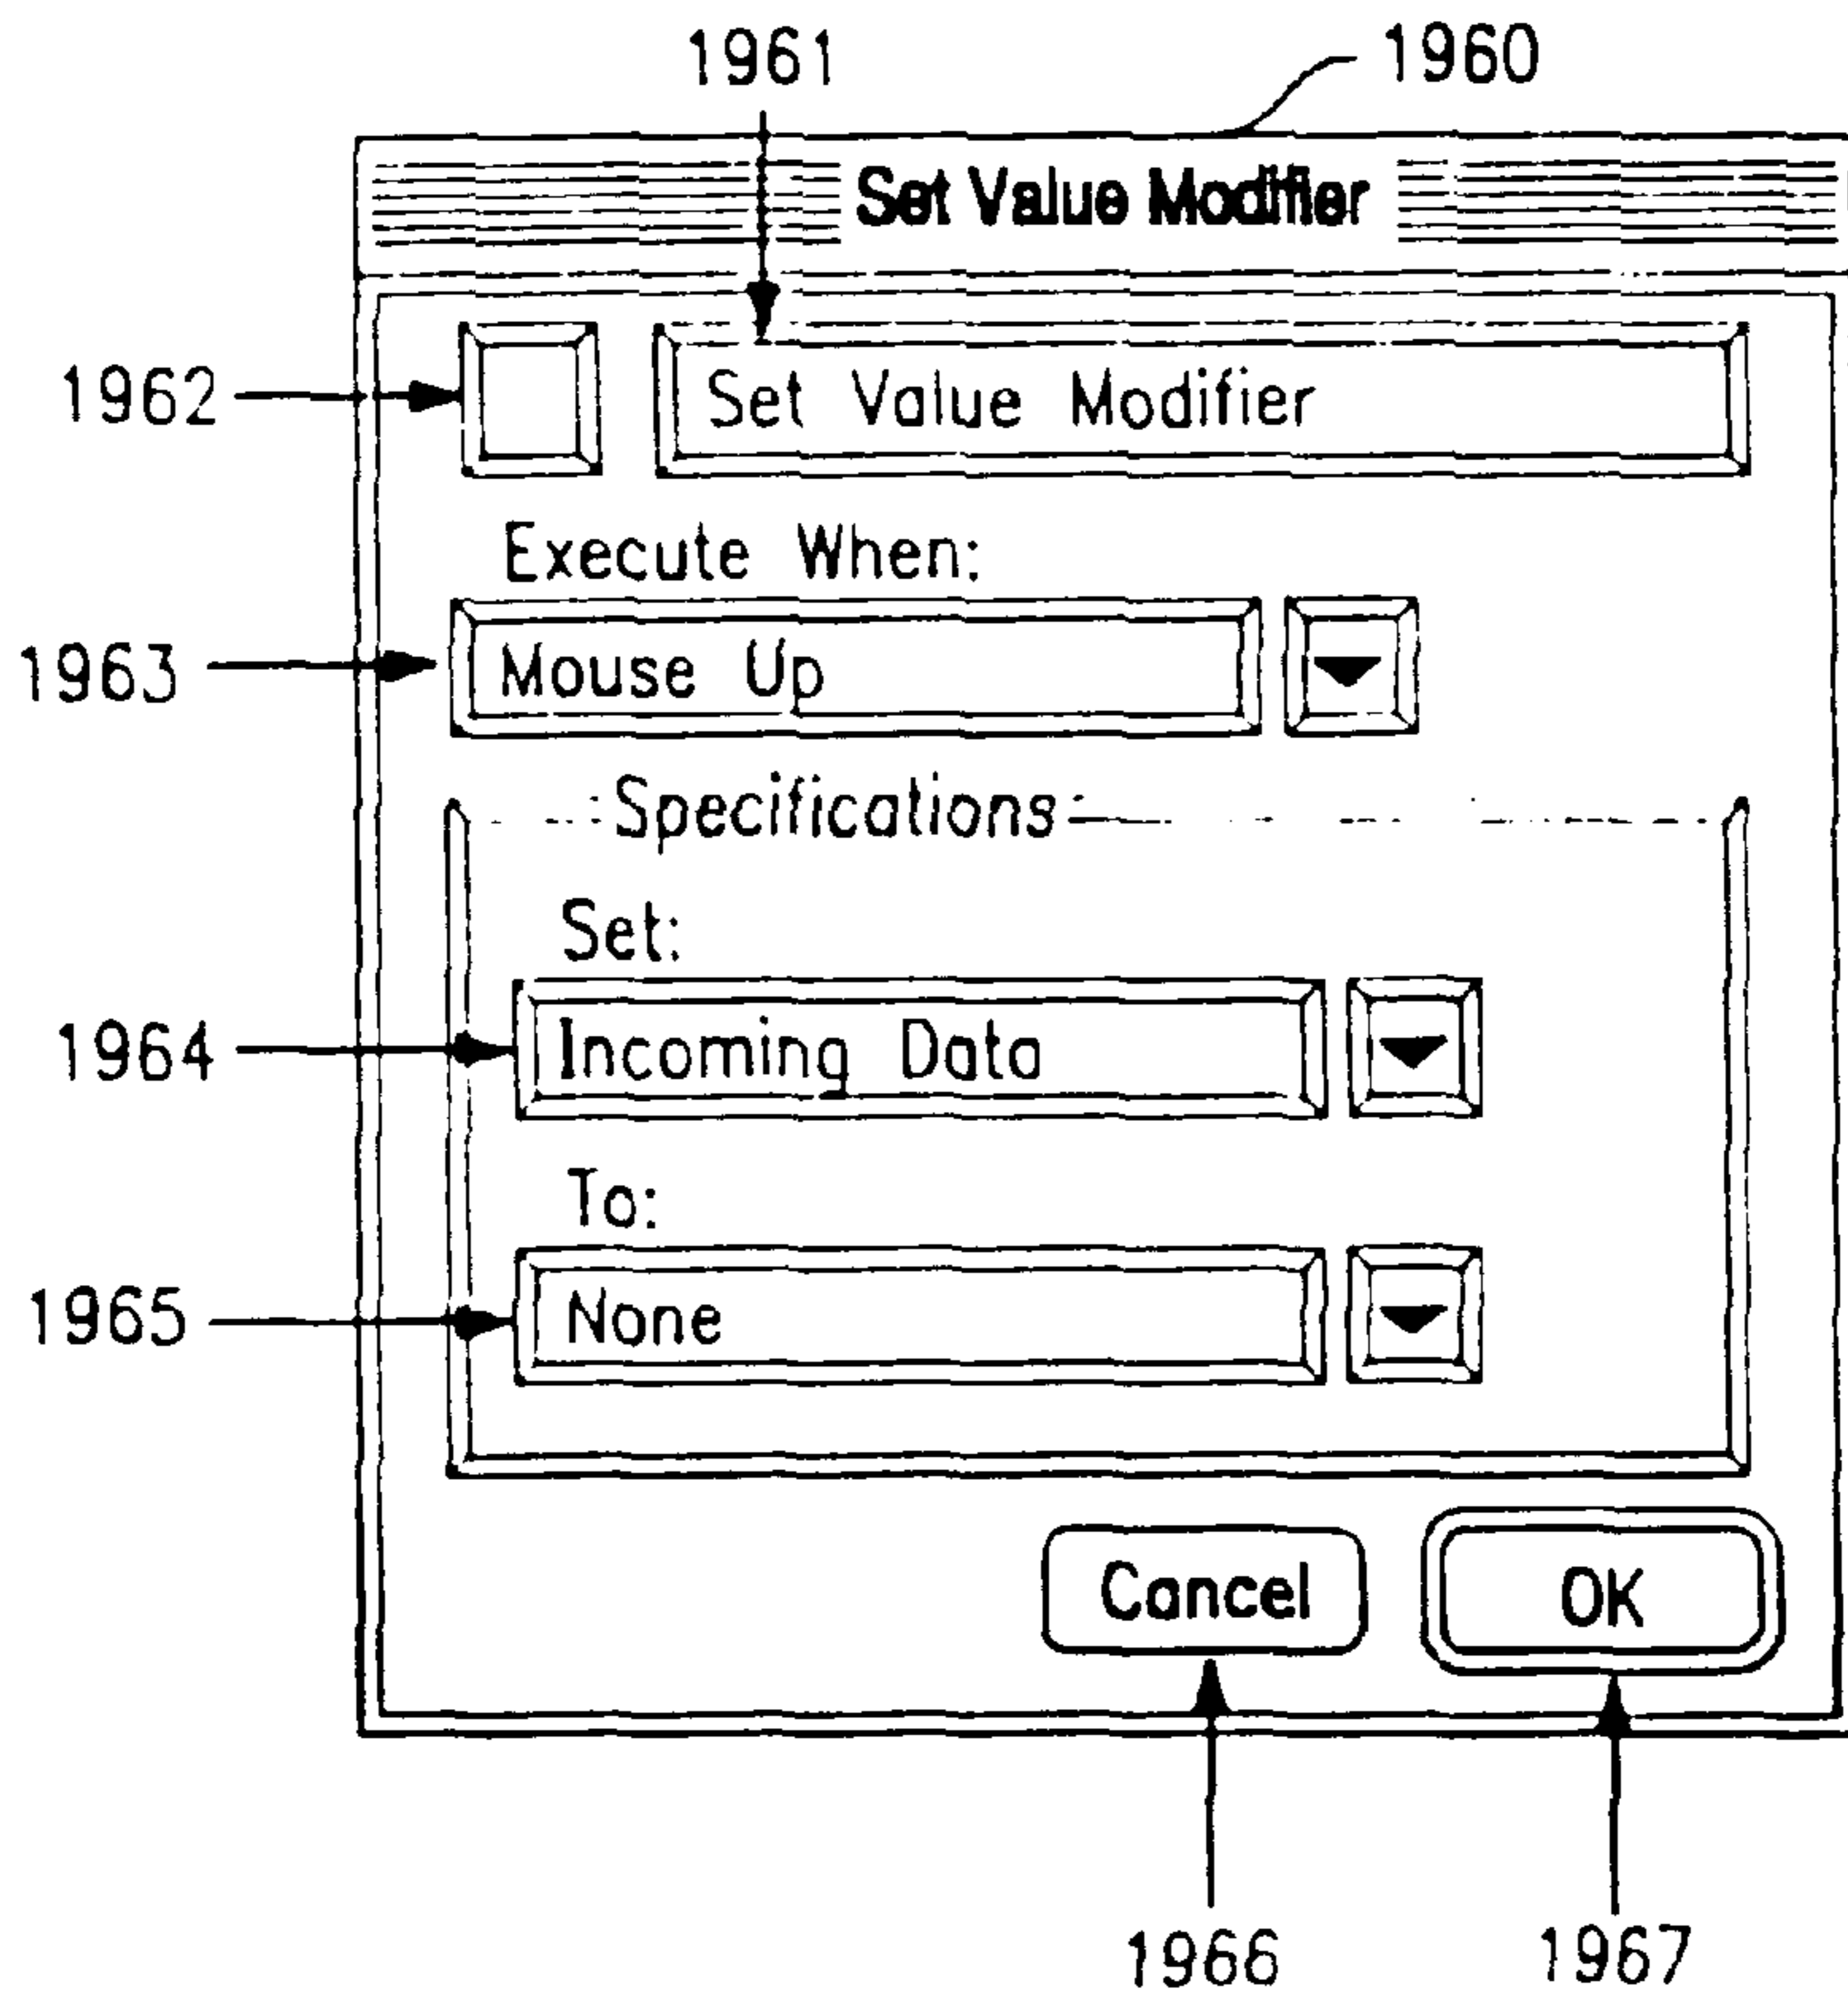 1961
1960
Set Value Modifier
1962
Set Value Modifier
Execute When:
1963
Mouse Up
Specifications
Set:
1964
Incoming Data
To:
1965
None
Cancel
OK
1966
1967